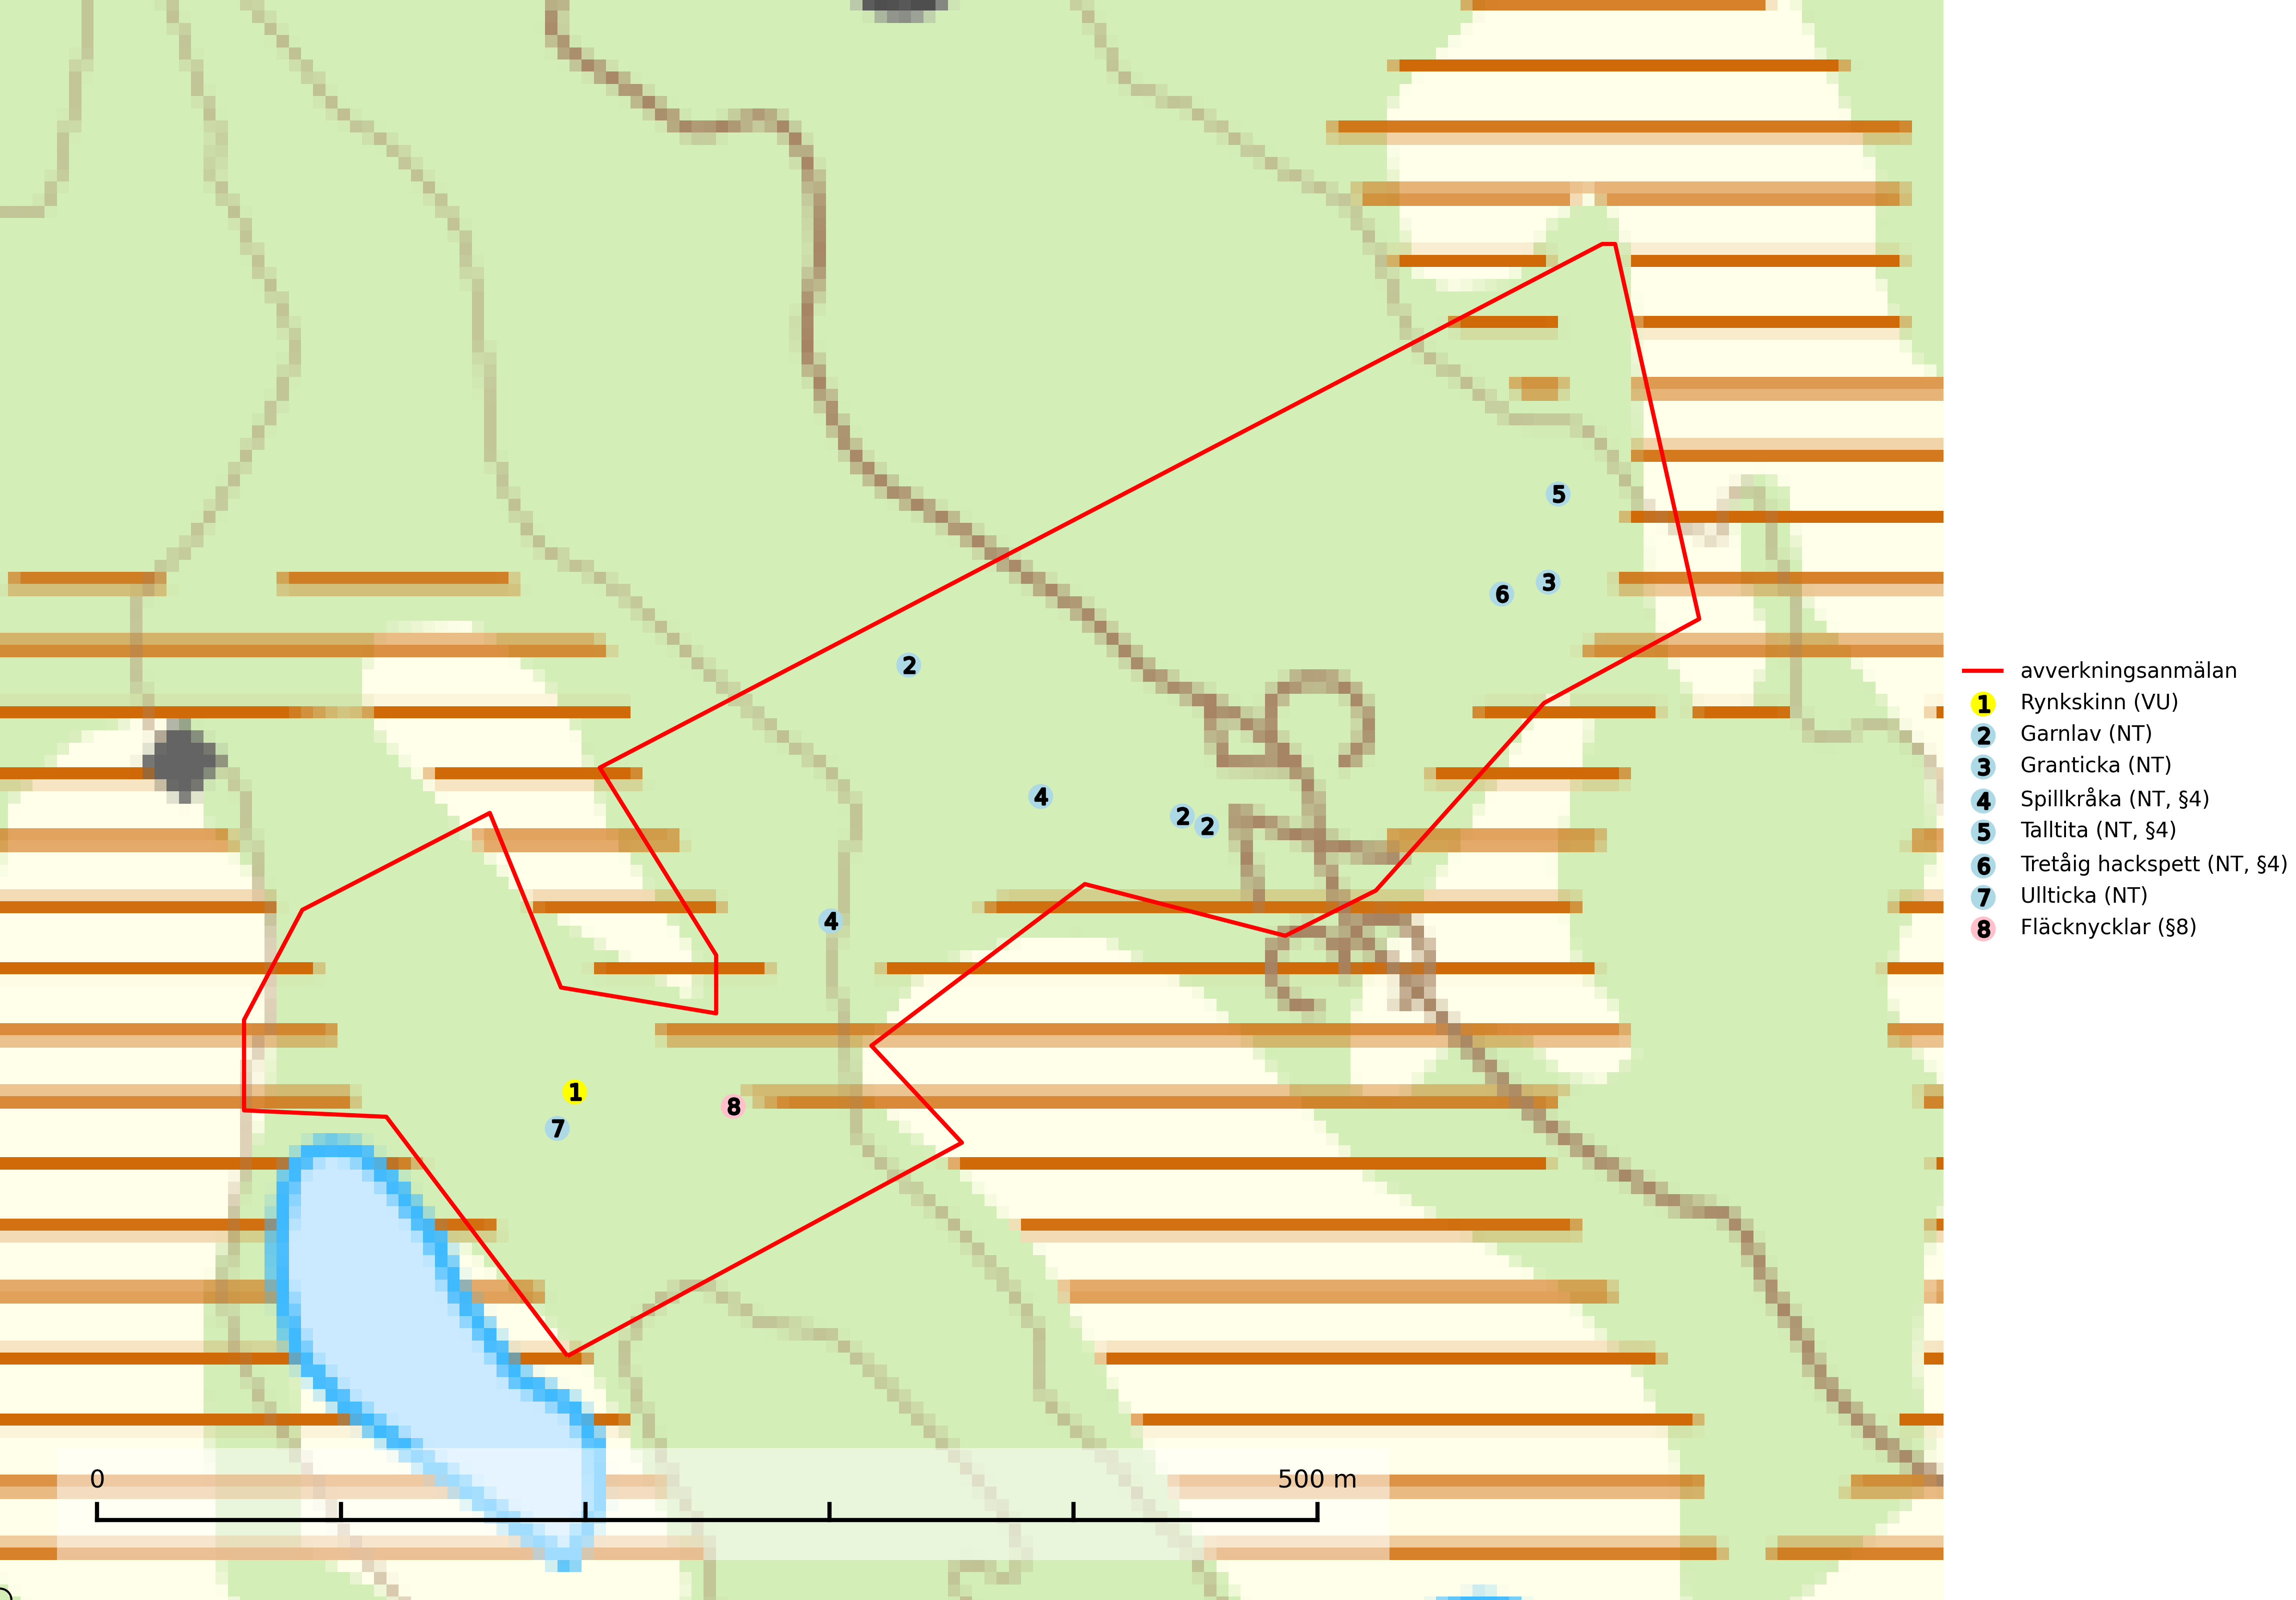 5
3
6
2
4
2
2
4
1
8
7
0
500 m
avverkningsanmälan
1 Rynkskinn (VU)
2 Garnlav (NT)
3 Granticka (NT)
4 Spillkråka (NT, §4)
5 Talltita (NT, §4)
6 Tretåig hackspett (NT, §4)
7 Ullticka (NT)
8 Fläcknycklar (§8)